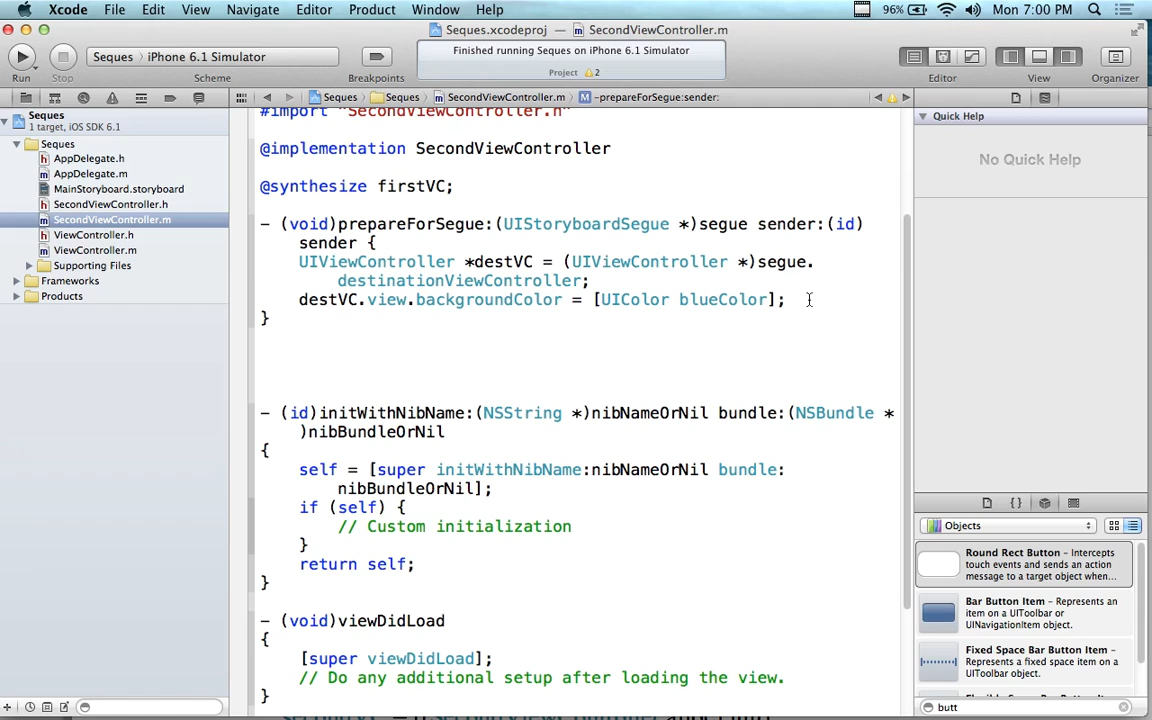 Xcode File Edit View Navigate Editor Product Window Help 96% Mon 7:00 PM
Seques.xcodeproj — SecondViewController.m
Seques iPhone 6.1 Simulator
Finished running Seques on iPhone 6.1 Simulator
Project 2
Run Stop Scheme Breakpoints Editor View Organizer
Seques Seques SecondViewController.m -prepareForSegue:sender:
Seques
1 target, iOS SDK 6.1
Seques
AppDelegate.h
AppDelegate.m
MainStoryboard.storyboard
SecondViewController.h
SecondViewController.m
ViewController.h
ViewController.m
Supporting Files
Frameworks
Products
#import "SecondViewController.h"
@implementation SecondViewController
@synthesize firstVC;
- (void)prepareForSegue:(UIStoryboardSegue *)segue sender:(id)
sender {
UIViewController *destVC = (UIViewController *)segue.
destinationViewController;
destVC.view.backgroundColor = [UIColor blueColor];
}
- (id)initWithNibName:(NSString *)nibNameOrNil bundle:(NSBundle *
)nibBundleOrNil
{
self = [super initWithNibName:nibNameOrNil bundle:
nibBundleOrNil];
if (self) {
// Custom initialization
}
return self;
}
- (void)viewDidLoad
{
[super viewDidLoad];
// Do any additional setup after loading the view.
}
Quick Help
No Quick Help
Objects
Round Rect Button - Intercepts
touch events and sends an action
message to a target object when...
Bar Button Item - Represents an
item on a UIToolbar or
UINavigationItem object.
Fixed Space Bar Button Item -
Represents a fixed space item on a
UIToolbar object.
butt